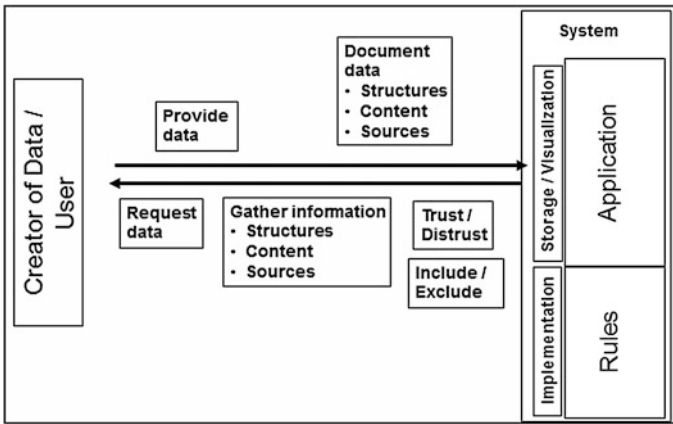 System
Document
data
• Structures
• Content
• Sources
Provide
data
Creator of Data /
User
Storage / Visualization
Application
Request
data
Gather information
• Structures
• Content
• Sources
Trust /
Distrust
Include /
Exclude
Implementation
Rules